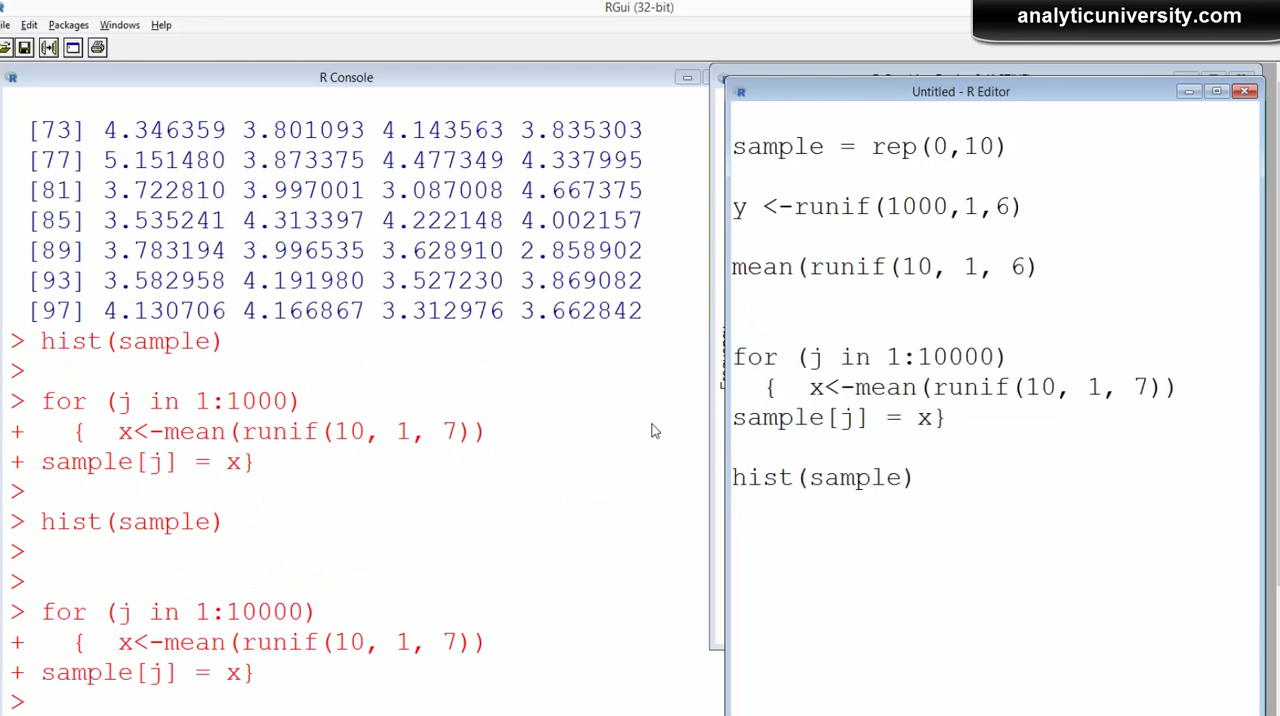 RGui (32-bit)
analyticuniversity.com
Edit Packages Windows Help
R Console
[73] 4.346359 3.801093 4.143563 3.835303
[77] 5.151480 3.873375 4.477349 4.337995
[81] 3.722810 3.997001 3.087008 4.667375
[85] 3.535241 4.313397 4.222148 4.002157
[89] 3.783194 3.996535 3.628910 2.858902
[93] 3.582958 4.191980 3.527230 3.869082
[97] 4.130706 4.166867 3.312976 3.662842
> hist(sample)
>
> for (j in 1:1000)
+   {  x<-mean(runif(10, 1, 7))
+ sample[j] = x}
>
> hist(sample)
>
>
> for (j in 1:10000)
+   {  x<-mean(runif(10, 1, 7))
+ sample[j] = x}
>
Untitled - R Editor
sample = rep(0,10)
y <-runif(1000,1,6)
mean(runif(10, 1, 6)
for (j in 1:10000)
  {  x<-mean(runif(10, 1, 7))
sample[j] = x}
hist(sample)